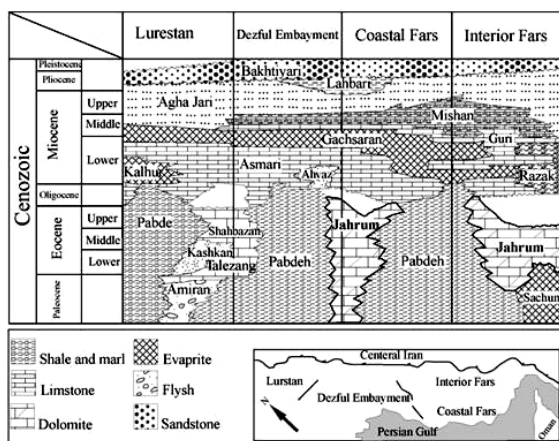 Lurestan Dezful Embayment Coastal Fars Interior Fars
Pleistocene
Pliocene
Bakhtiyari
Lahbari
Cenozoic
Miocene
Upper
Agha Jari
Mishan
Middle
Gachsaran
Guri
Lower
Kalhur
Asmari
Ahwaz
Razak
Oligocene
Eocene
Upper
Pabde
Shahbazan
Jahrum
Middle
Kashkan
Pabdeh
Pabdeh
Jahrum
Lower
Talezang
Paleocene
Amiran
Sachun
Shale and marl
Evaprite
Limstone
Flysh
Dolomite
Sandstone
Centeral Iran
Lurstan
Interior Fars
Dezful Embayment
N
Coastal Fars
Persian Gulf
Oman